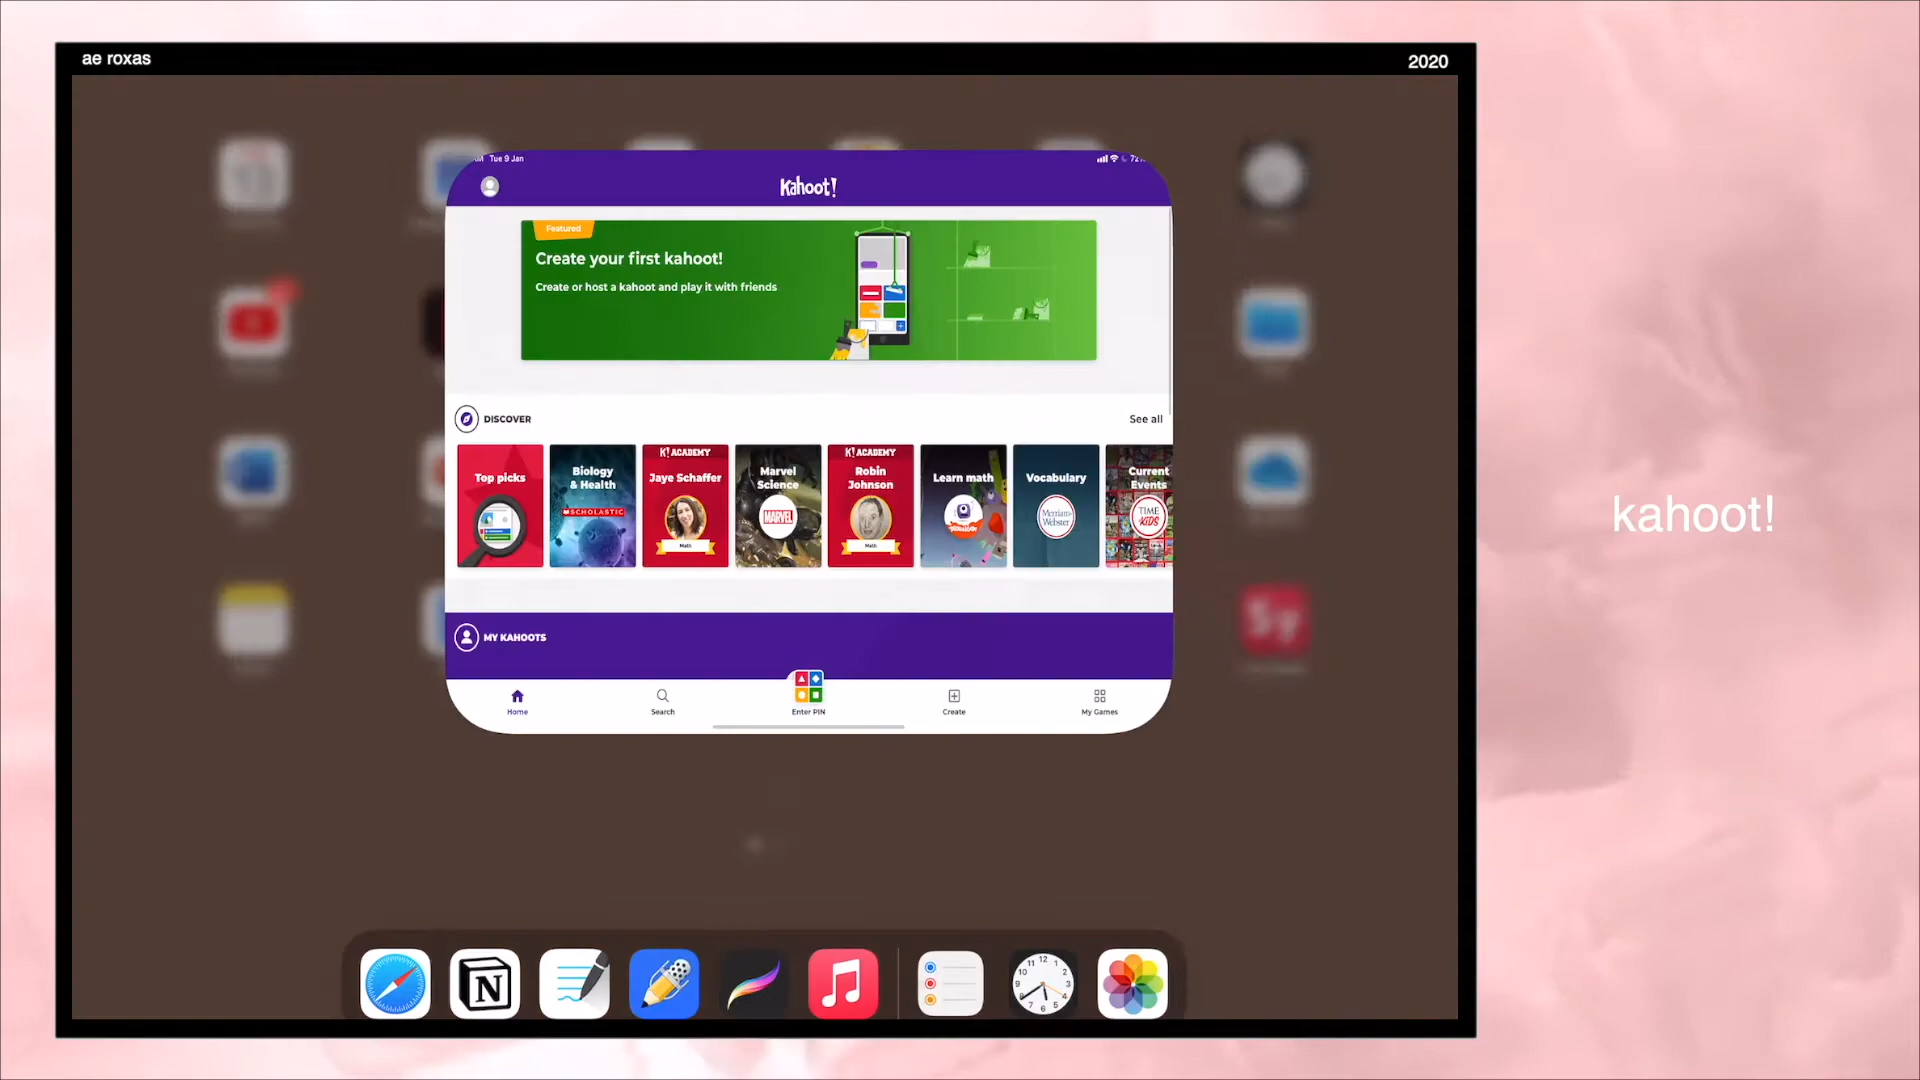 ae roxas
2020
Tue 9 Jan
Kahoot!
Featured
Create your first kahoot!
Create or host a kahoot and play it with friends
DISCOVER
See all
Top picks
Biology
& Health
SCHOLASTIC
K! ACADEMY
Jaye Schaffer
Math
Marvel
Science
MARVEL
K! ACADEMY
Robin
Johnson
Math
Learn math
Vocabulary
Merriam-
Webster
Current
Events
TIME
KiDS
MY KAHOOTS
Home
Search
Enter PIN
Create
My Games
kahoot!